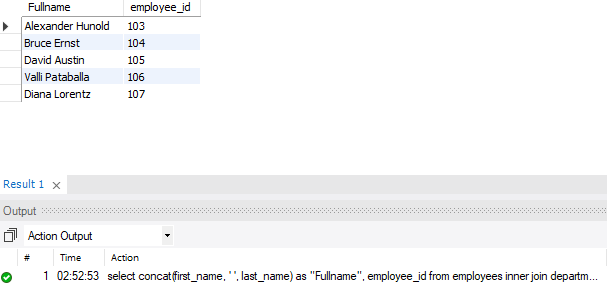 Fullname employee_id
Alexander Hunold 103
Bruce Ernst 104
David Austin 105
Valli Pataballa 106
Diana Lorentz 107
Result 1
Output
Action Output
# Time Action
1 02:52:53 select concat(first_name, ' ', last_name) as "Fullname", employee_id from employees inner join departm...